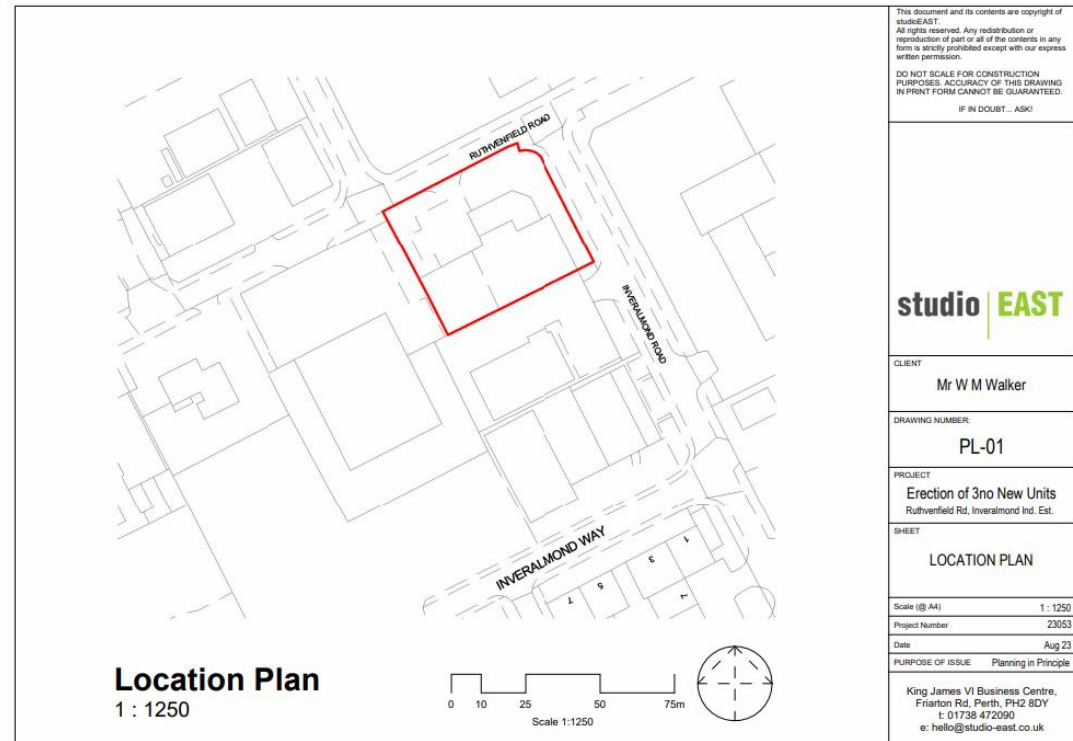 This document and its contents are copyright of
studioEAST.
All rights reserved. Any redistribution or
reproduction of part or all of the contents in any
form is strictly prohibited except with our express
written permission.
DO NOT SCALE FOR CONSTRUCTION
PURPOSES. ACCURACY OF THIS DRAWING
IN PRINT FORM CANNOT BE GUARANTEED.
IF IN DOUBT... ASK!
studio | EAST
CLIENT
Mr W M Walker
DRAWING NUMBER:
PL-01
PROJECT
Erection of 3no New Units
Ruthvenfield Rd, Inveralmond Ind. Est.
SHEET
LOCATION PLAN
Scale (@ A4) 1 : 1250
Project Number 23053
Date Aug 23
PURPOSE OF ISSUE Planning in Principle
King James VI Business Centre,
Friarton Rd, Perth, PH2 8DY
t: 01738 472090
e: hello@studio-east.co.uk
RUTHVENFIELD ROAD
INVERALMOND ROAD
INVERALMOND WAY
1
3
5
7
7
Location Plan
1 : 1250
0 10 25 50 75m
Scale 1:1250